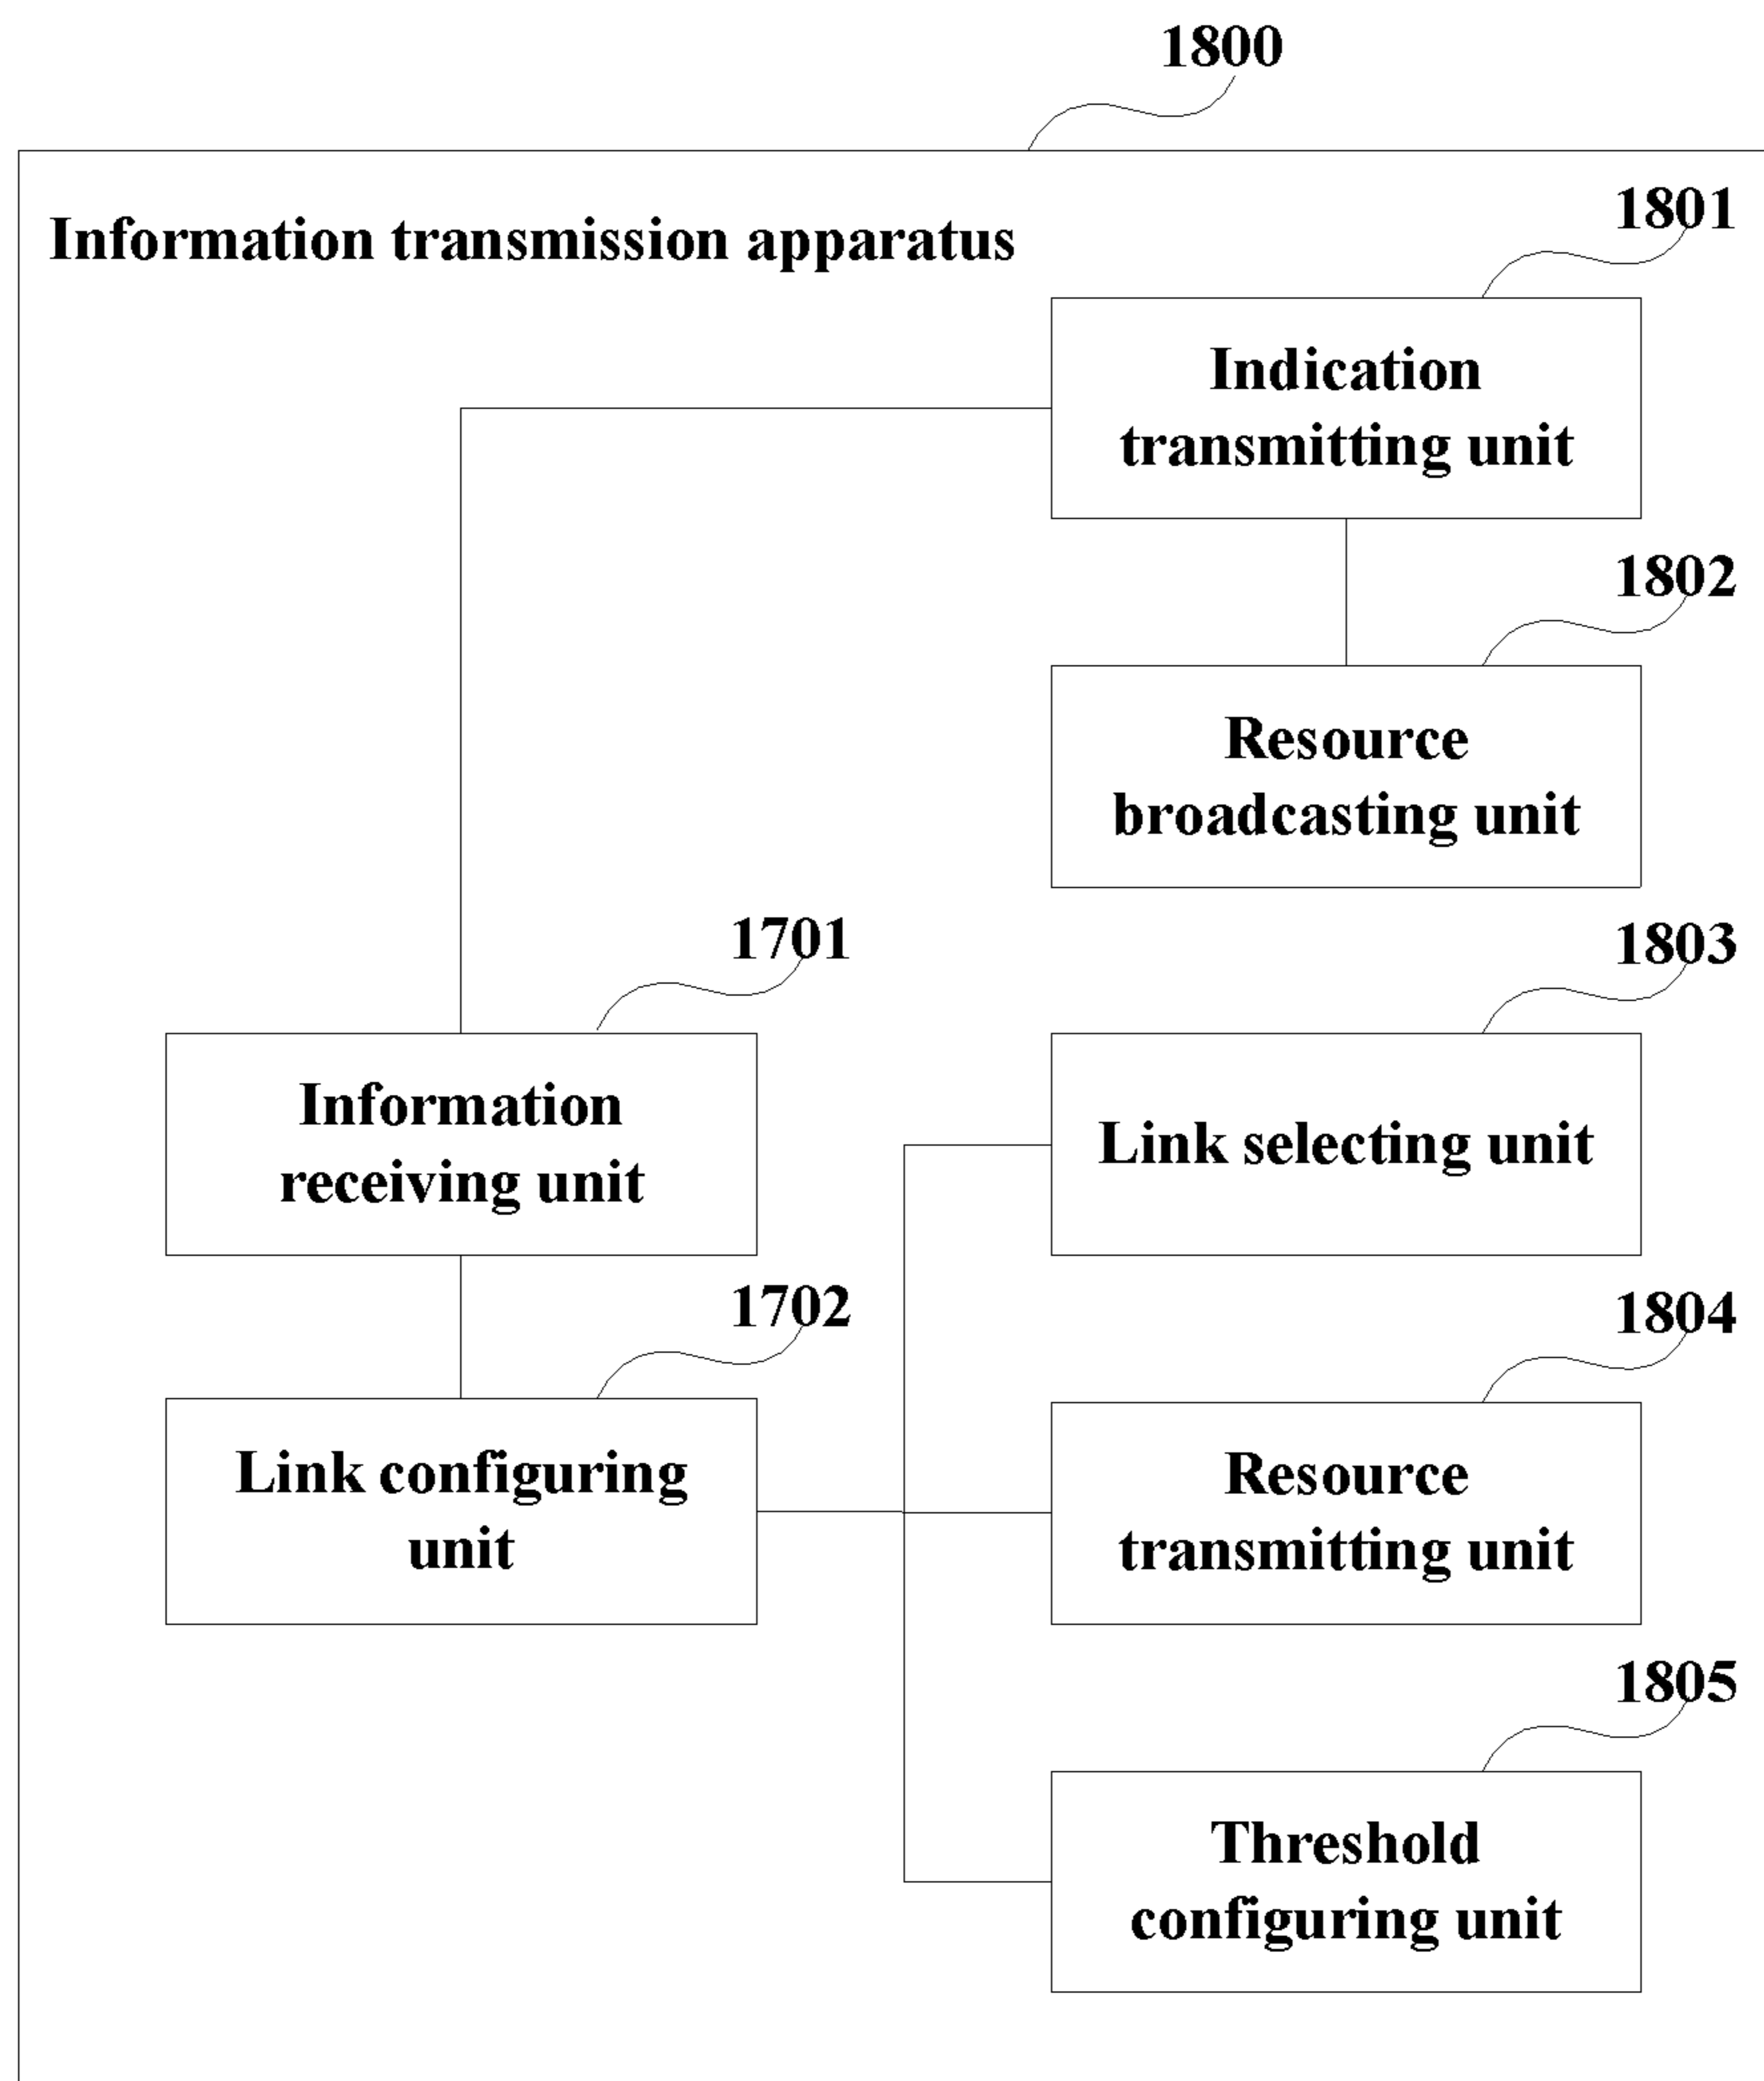 1800
Information transmission apparatus
1801
Indication
transmitting unit
1802
Resource
broadcasting unit
1701
Information
receiving unit
1803
Link selecting unit
1702
Link configuring
unit
1804
Resource
transmitting unit
1805
Threshold
configuring unit